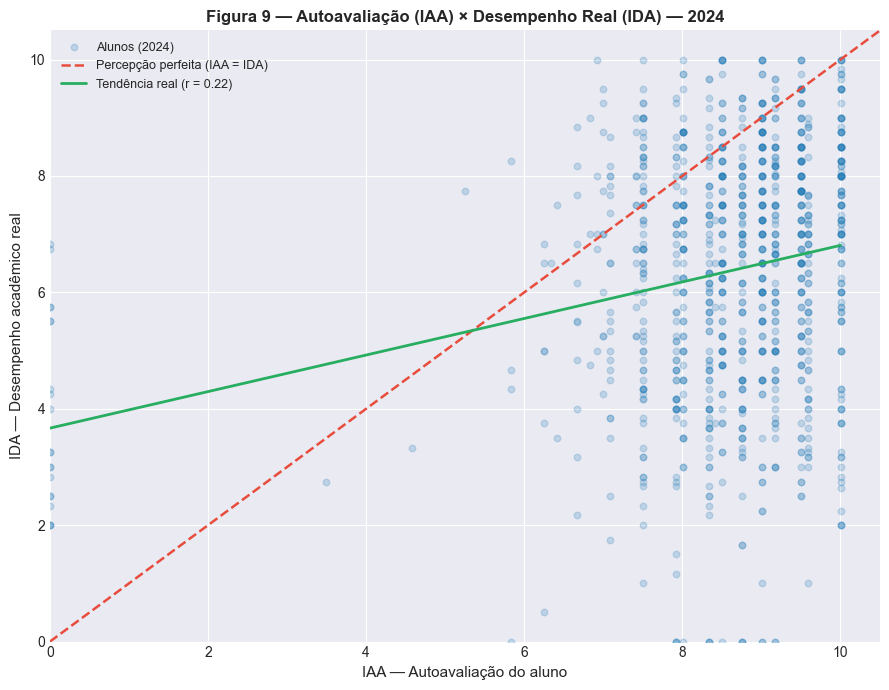 Figura 9 — Autoavaliação (IAA) × Desempenho Real (IDA) — 2024
Alunos (2024)
Percepção perfeita (IAA = IDA)
Tendência real (r = 0.22)
IDA — Desempenho acadêmico real
10
8
6
4
2
0
0 2 4 6 8 10
IAA — Autoavaliação do aluno